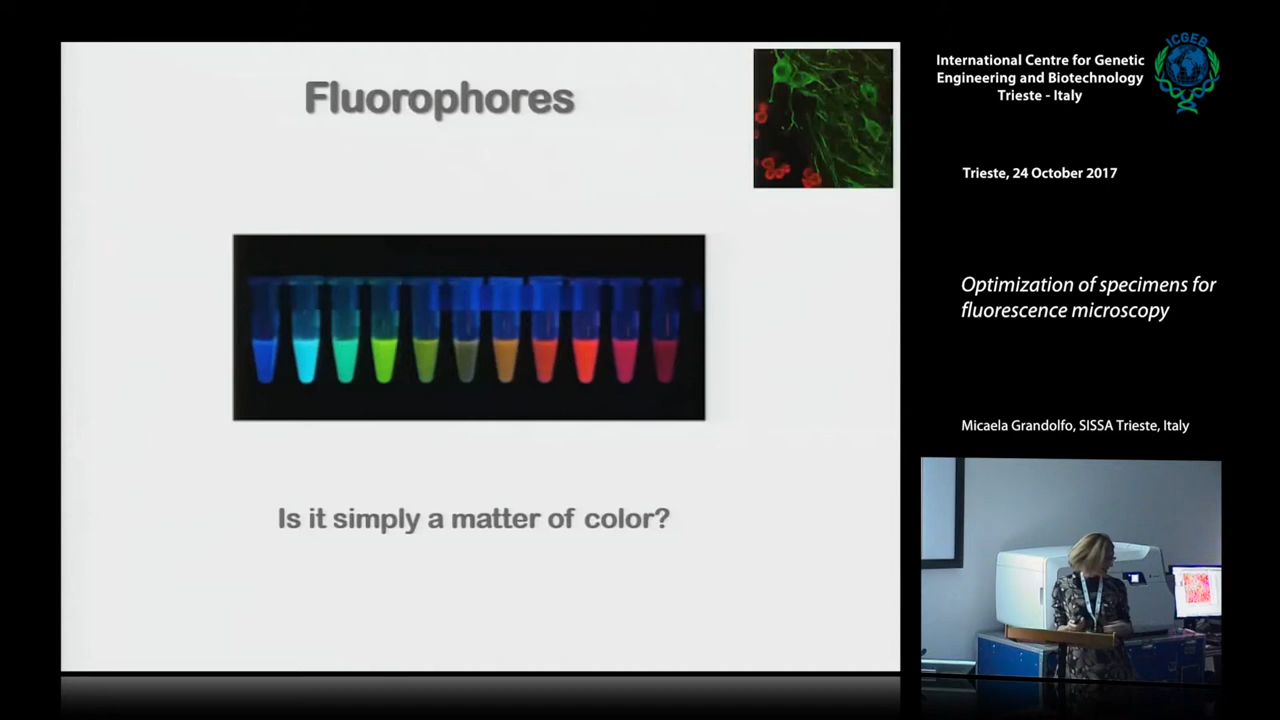 Fluorophores
Is it simply a matter of color?
ICGEB
International Centre for Genetic
Engineering and Biotechnology
Trieste - Italy
Trieste, 24 October 2017
Optimization of specimens for
fluorescence microscopy
Micaela Grandolfo, SISSA Trieste, Italy